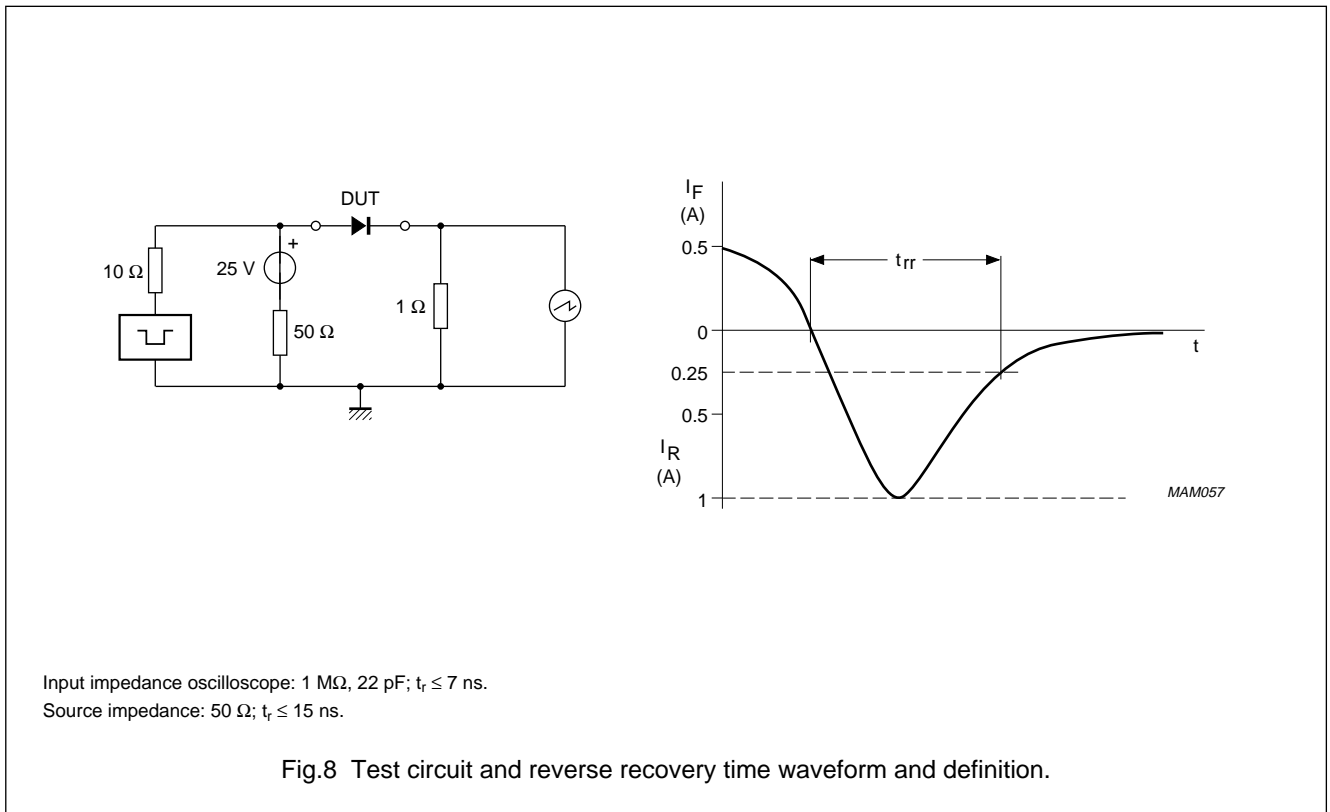 DUT
+
10 Ω
25 V
50 Ω
1 Ω
I_F
(A)
0.5
t_rr
0
t
0.25
0.5
I_R
(A)
1
MAM057
Input impedance oscilloscope: 1 MΩ, 22 pF; t_r ≤ 7 ns.
Source impedance: 50 Ω; t_r ≤ 15 ns.
Fig.8 Test circuit and reverse recovery time waveform and definition.